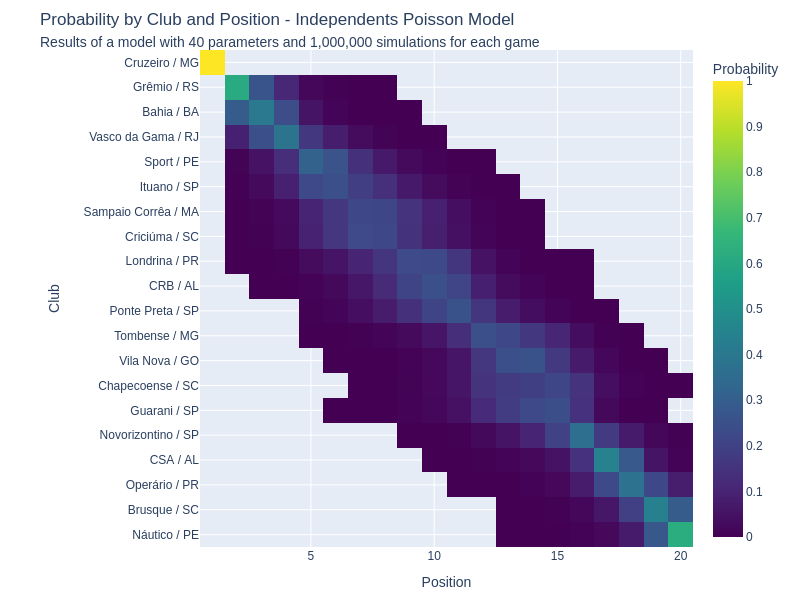 Probability by Club and Position - Independents Poisson Model
Results of a model with 40 parameters and 1,000,000 simulations for each game
Cruzeiro / MG
Grêmio / RS
Bahia / BA
Vasco da Gama / RJ
Sport / PE
Ituano / SP
Sampaio Corrêa / MA
Criciúma / SC
Londrina / PR
CRB / AL
Ponte Preta / SP
Tombense / MG
Vila Nova / GO
Chapecoense / SC
Guarani / SP
Novorizontino / SP
CSA / AL
Operário / PR
Brusque / SC
Náutico / PE
Club
5
10
15
20
Position
Probability
1
0.9
0.8
0.7
0.6
0.5
0.4
0.3
0.2
0.1
0